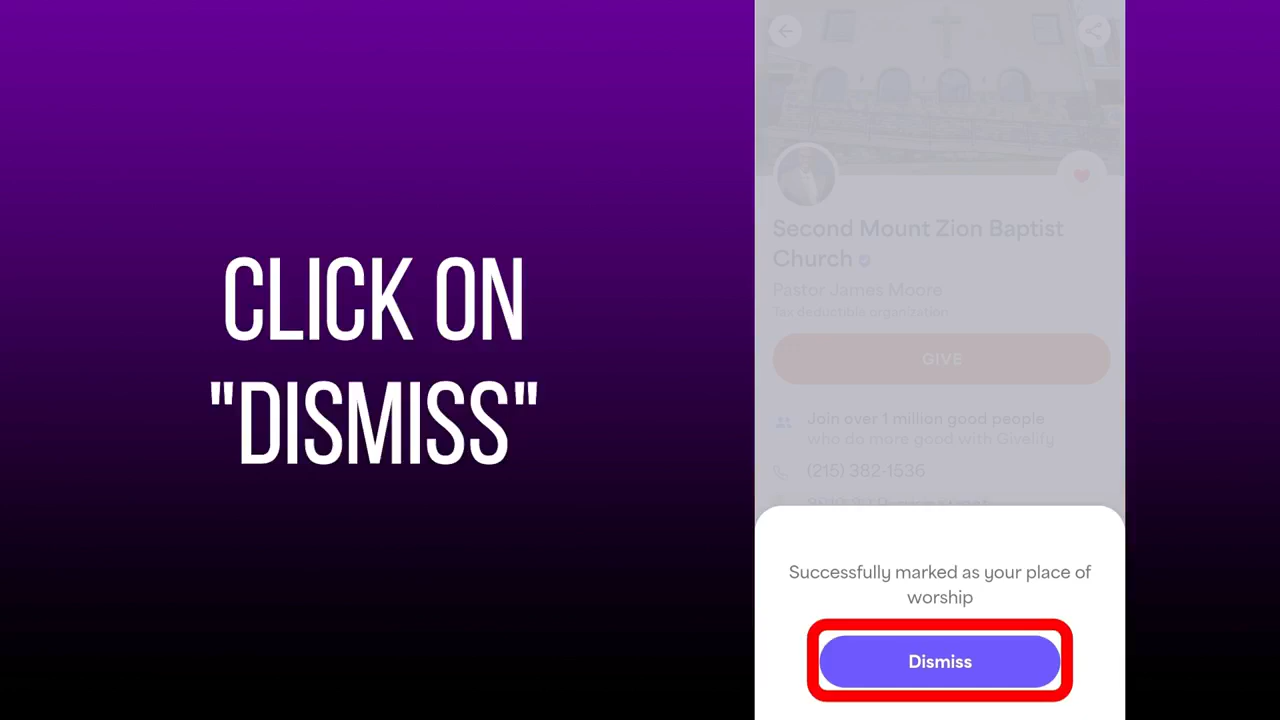 CLICK ON
"DISMISS"
Second Mount Zion Baptist
Church
Pastor James Moore
Tax deductible organization
GIVE
Join over 1 million good people
who do more good with Givelify
(215) 382-1536
Successfully marked as your place of
worship
Dismiss